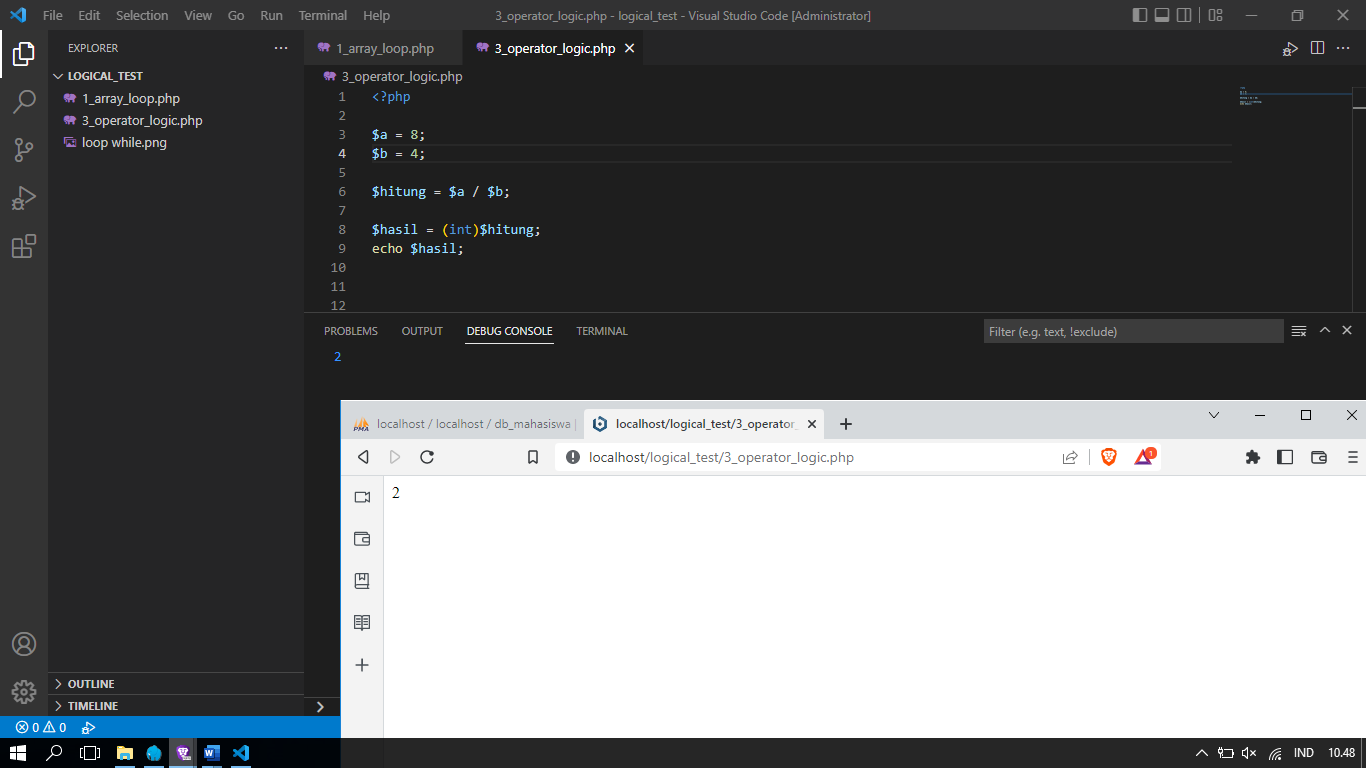 File Edit Selection View Go Run Terminal Help 3_operator_logic.php - logical_test - Visual Studio Code [Administrator]
EXPLORER
LOGICAL_TEST
1_array_loop.php
3_operator_logic.php
loop while.png
OUTLINE
TIMELINE
0 0
1_array_loop.php 3_operator_logic.php
3_operator_logic.php
1 <?php
2
3 $a = 8;
4 $b = 4;
5
6 $hitung = $a / $b;
7
8 $hasil = (int)$hitung;
9 echo $hasil;
10
11
12
PROBLEMS OUTPUT DEBUG CONSOLE TERMINAL Filter (e.g. text, !exclude)
2
PMA localhost / localhost / db_mahasiswa | localhost/logical_test/3_operator_
localhost/logical_test/3_operator_logic.php 1
2
W IND 10.48